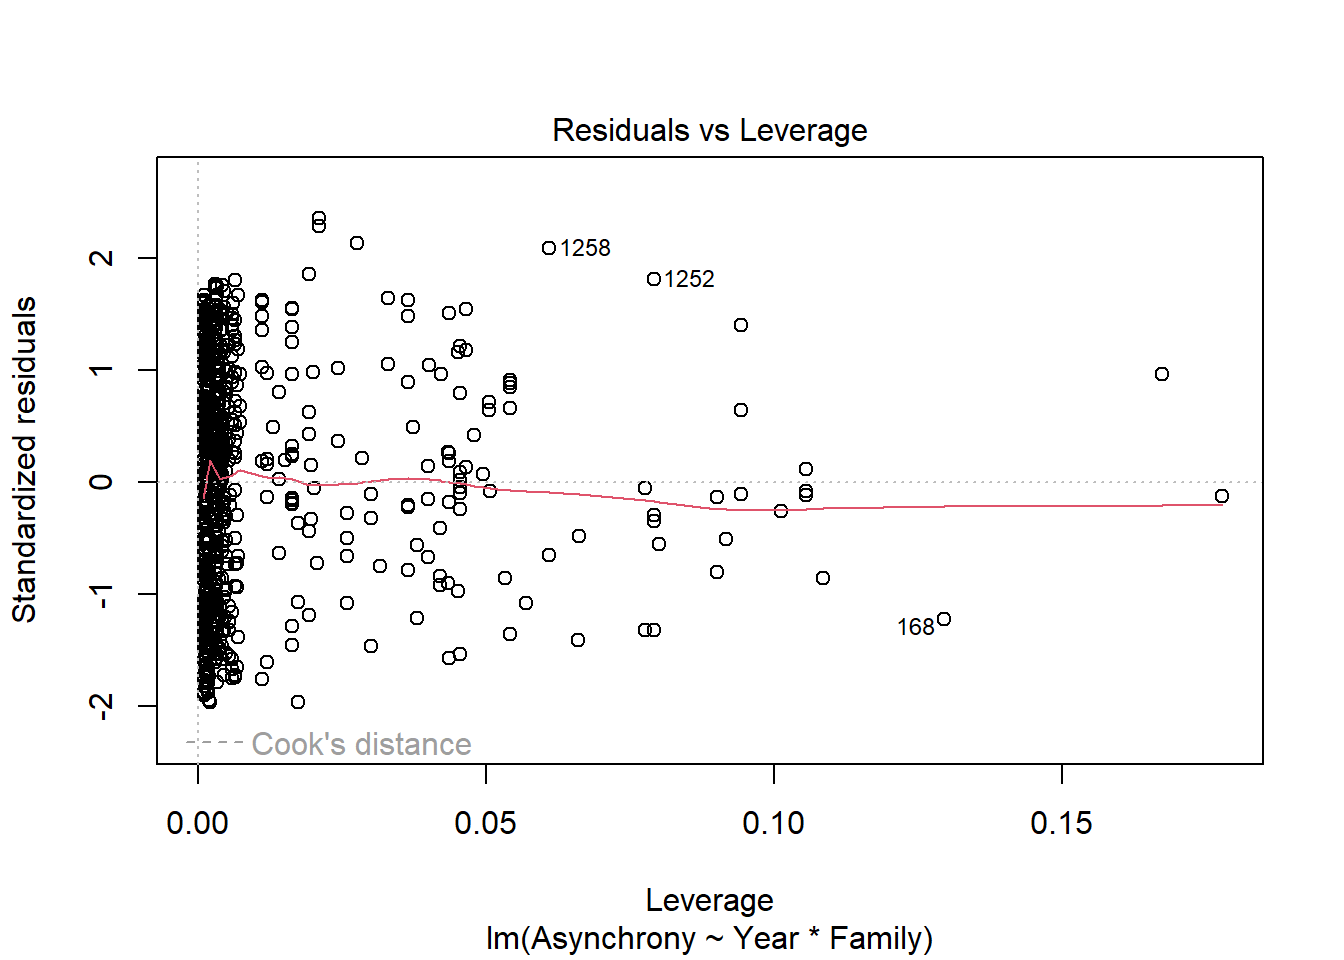 Residuals vs Leverage
Standardized residuals
2
1
0
-1
-2
1258
1252
168
Cook's distance
0.00 0.05 0.10 0.15
Leverage
lm(Asynchrony ~ Year * Family)